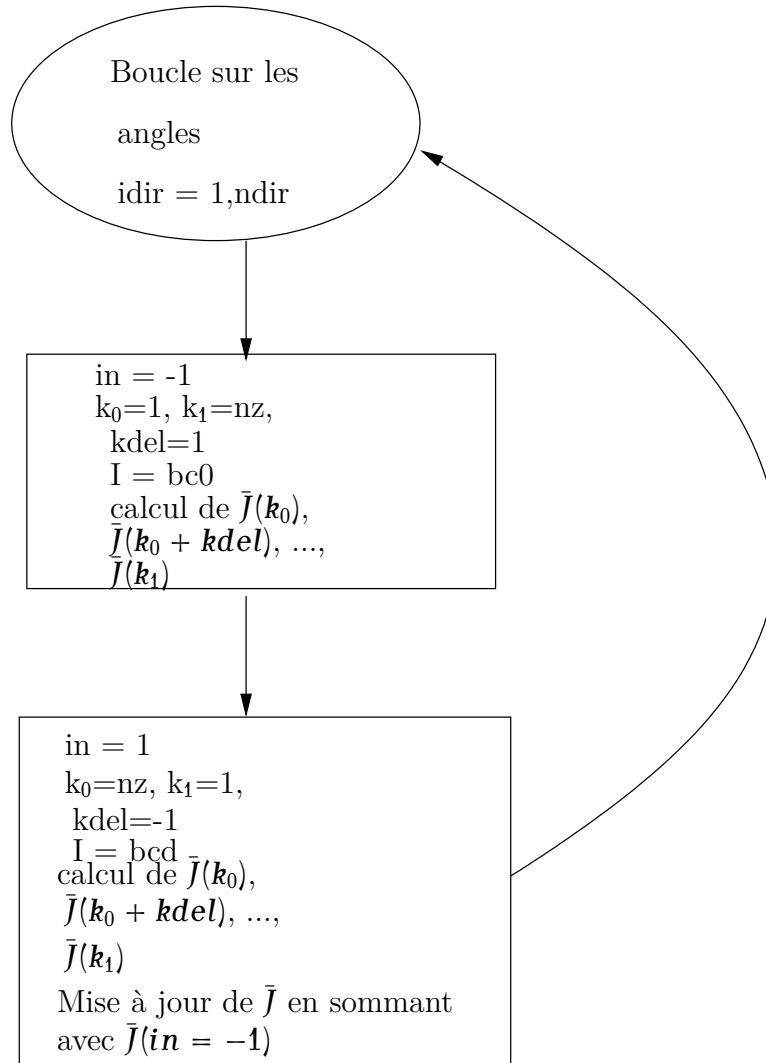 Boucle sur les
angles
idir = 1,ndir
in = -1
k₀=1, k₁=nz,
kdel=1
I = bc0
calcul de J̄(k₀),
J̄(k₀ + kdel), ...,
J̄(k₁)
in = 1
k₀=nz, k₁=1,
kdel=-1
I = bcd
calcul de J̄(k₀),
J̄(k₀ + kdel), ...,
J̄(k₁)
Mise à jour de J̄ en sommant
avec J̄(in = −1)